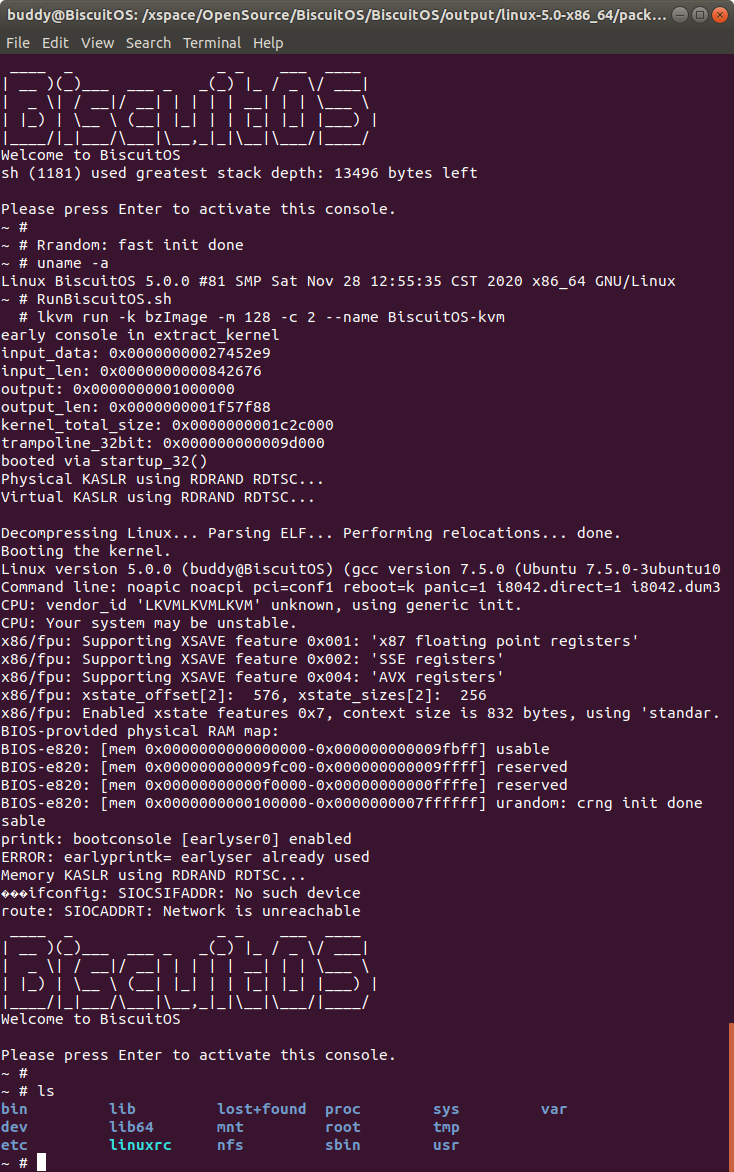 buddy@BiscuitOS: /xspace/OpenSource/BiscuitOS/BiscuitOS/output/linux-5.0-x86_64/pack...
File Edit View Search Terminal Help
 ____  _                _ _    ___  ____
| __ )(_)___  ___ _   _(_) |_ / _ \/ ___|
|  _ \| / __|/ __| | | | | __| | | \___ \
| |_) | \__ \ (__| |_| | | |_| |_| |___) |
|____/|_|___/\___|\__,_|_|\__|\___/|____/
Welcome to BiscuitOS
sh (1181) used greatest stack depth: 13496 bytes left
Please press Enter to activate this console.
~ #
~ # Rrandom: fast init done
~ # uname -a
Linux BiscuitOS 5.0.0 #81 SMP Sat Nov 28 12:55:35 CST 2020 x86_64 GNU/Linux
~ # RunBiscuitOS.sh
  # lkvm run -k bzImage -m 128 -c 2 --name BiscuitOS-kvm
early console in extract_kernel
input_data: 0x00000000027452e9
input_len: 0x0000000000842676
output: 0x0000000001000000
output_len: 0x0000000001f57f88
kernel_total_size: 0x0000000001c2c000
trampoline_32bit: 0x000000000009d000
booted via startup_32()
Physical KASLR using RDRAND RDTSC...
Virtual KASLR using RDRAND RDTSC...
Decompressing Linux... Parsing ELF... Performing relocations... done.
Booting the kernel.
Linux version 5.0.0 (buddy@BiscuitOS) (gcc version 7.5.0 (Ubuntu 7.5.0-3ubuntu10
Command line: noapic noacpi pci=conf1 reboot=k panic=1 i8042.direct=1 i8042.dum3
CPU: vendor_id 'LKVMLKVMLKVM' unknown, using generic init.
CPU: Your system may be unstable.
x86/fpu: Supporting XSAVE feature 0x001: 'x87 floating point registers'
x86/fpu: Supporting XSAVE feature 0x002: 'SSE registers'
x86/fpu: Supporting XSAVE feature 0x004: 'AVX registers'
x86/fpu: xstate_offset[2]:  576, xstate_sizes[2]:  256
x86/fpu: Enabled xstate features 0x7, context size is 832 bytes, using 'standar.
BIOS-provided physical RAM map:
BIOS-e820: [mem 0x0000000000000000-0x000000000009fbff] usable
BIOS-e820: [mem 0x000000000009fc00-0x000000000009ffff] reserved
BIOS-e820: [mem 0x00000000000f0000-0x00000000000ffffe] reserved
BIOS-e820: [mem 0x0000000000100000-0x0000000007ffffff] urandom: crng init done
sable
printk: bootconsole [earlyser0] enabled
ERROR: earlyprintk= earlyser already used
Memory KASLR using RDRAND RDTSC...
���ifconfig: SIOCSIFADDR: No such device
route: SIOCADDRT: Network is unreachable
 ____  _                _ _    ___  ____
| __ )(_)___  ___ _   _(_) |_ / _ \/ ___|
|  _ \| / __|/ __| | | | | __| | | \___ \
| |_) | \__ \ (__| |_| | | |_| |_| |___) |
|____/|_|___/\___|\__,_|_|\__|\___/|____/
Welcome to BiscuitOS
Please press Enter to activate this console.
~ #
~ # ls
bin         lib         lost+found  proc        sys         var
dev         lib64       mnt         root        tmp
etc         linuxrc     nfs         sbin        usr
~ #